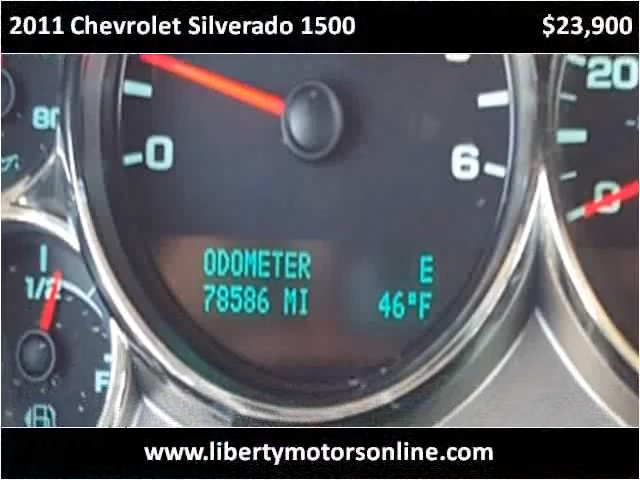 2011 Chevrolet Silverado 1500 $23,900
80
0 6
20
0
ODOMETER E
78586 MI 46°F
1/2
F
www.libertymotorsonline.com